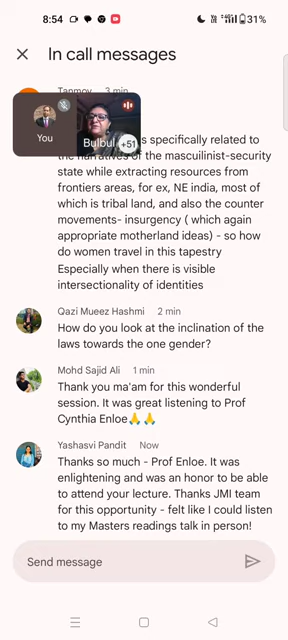 8:54
31%
In call messages
Tanmoy 3 min
You
Bulbul
+51
s specifically related to
the narratives of the mascuilinist-security
state while extracting resources from
frontiers areas, for ex, NE india, most of
which is tribal land, and also the counter
movements- insurgency ( which again
appropriate motherland ideas) - so how
do women travel in this tapestry
Especially when there is visible
intersectionality of identities
Qazi Mueez Hashmi 2 min
How do you look at the inclination of the
laws towards the one gender?
Mohd Sajid Ali 1 min
Thank you ma'am for this wonderful
session. It was great listening to Prof
Cynthia Enloe🙏🙏
Yashasvi Pandit Now
Thanks so much - Prof Enloe. It was
enlightening and was an honor to be able
to attend your lecture. Thanks JMI team
for this opportunity - felt like I could listen
to my Masters readings talk in person!
Send message